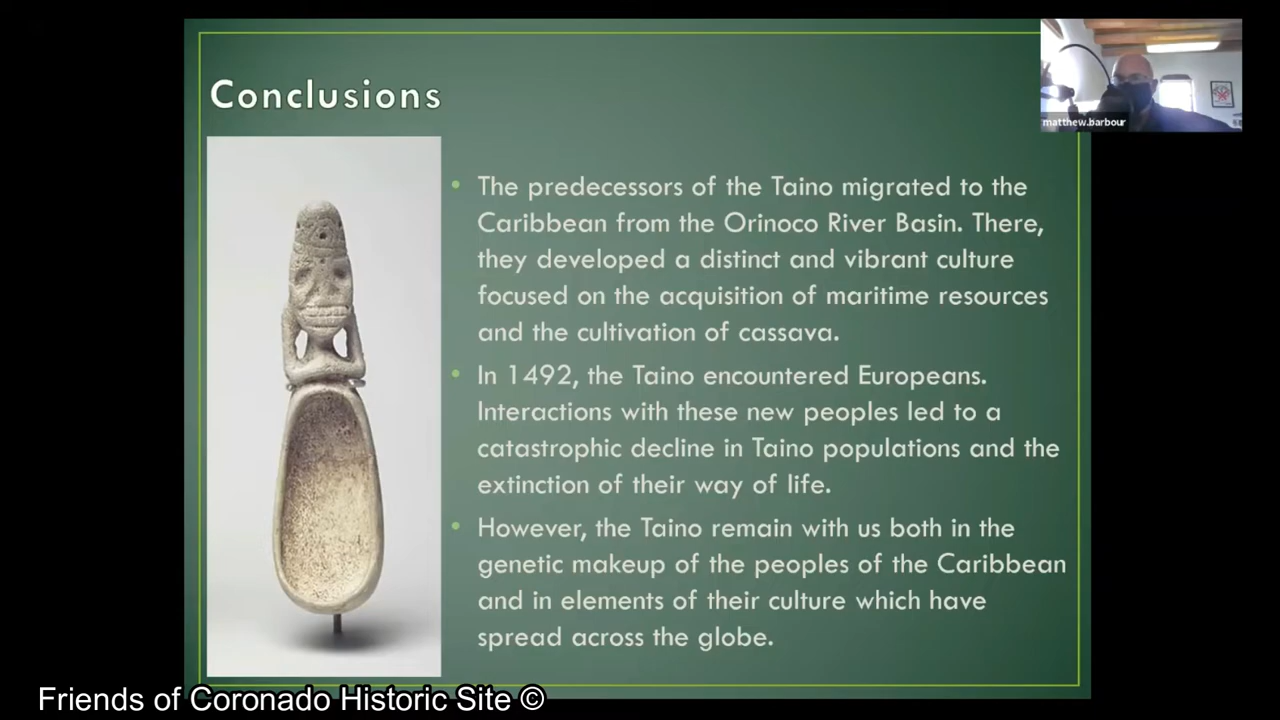 Conclusions
matthew.barbour
• The predecessors of the Taino migrated to the
Caribbean from the Orinoco River Basin. There,
they developed a distinct and vibrant culture
focused on the acquisition of maritime resources
and the cultivation of cassava.
• In 1492, the Taino encountered Europeans.
Interactions with these new peoples led to a
catastrophic decline in Taino populations and the
extinction of their way of life.
• However, the Taino remain with us both in the
genetic makeup of the peoples of the Caribbean
and in elements of their culture which have
spread across the globe.
Friends of Coronado Historic Site ©